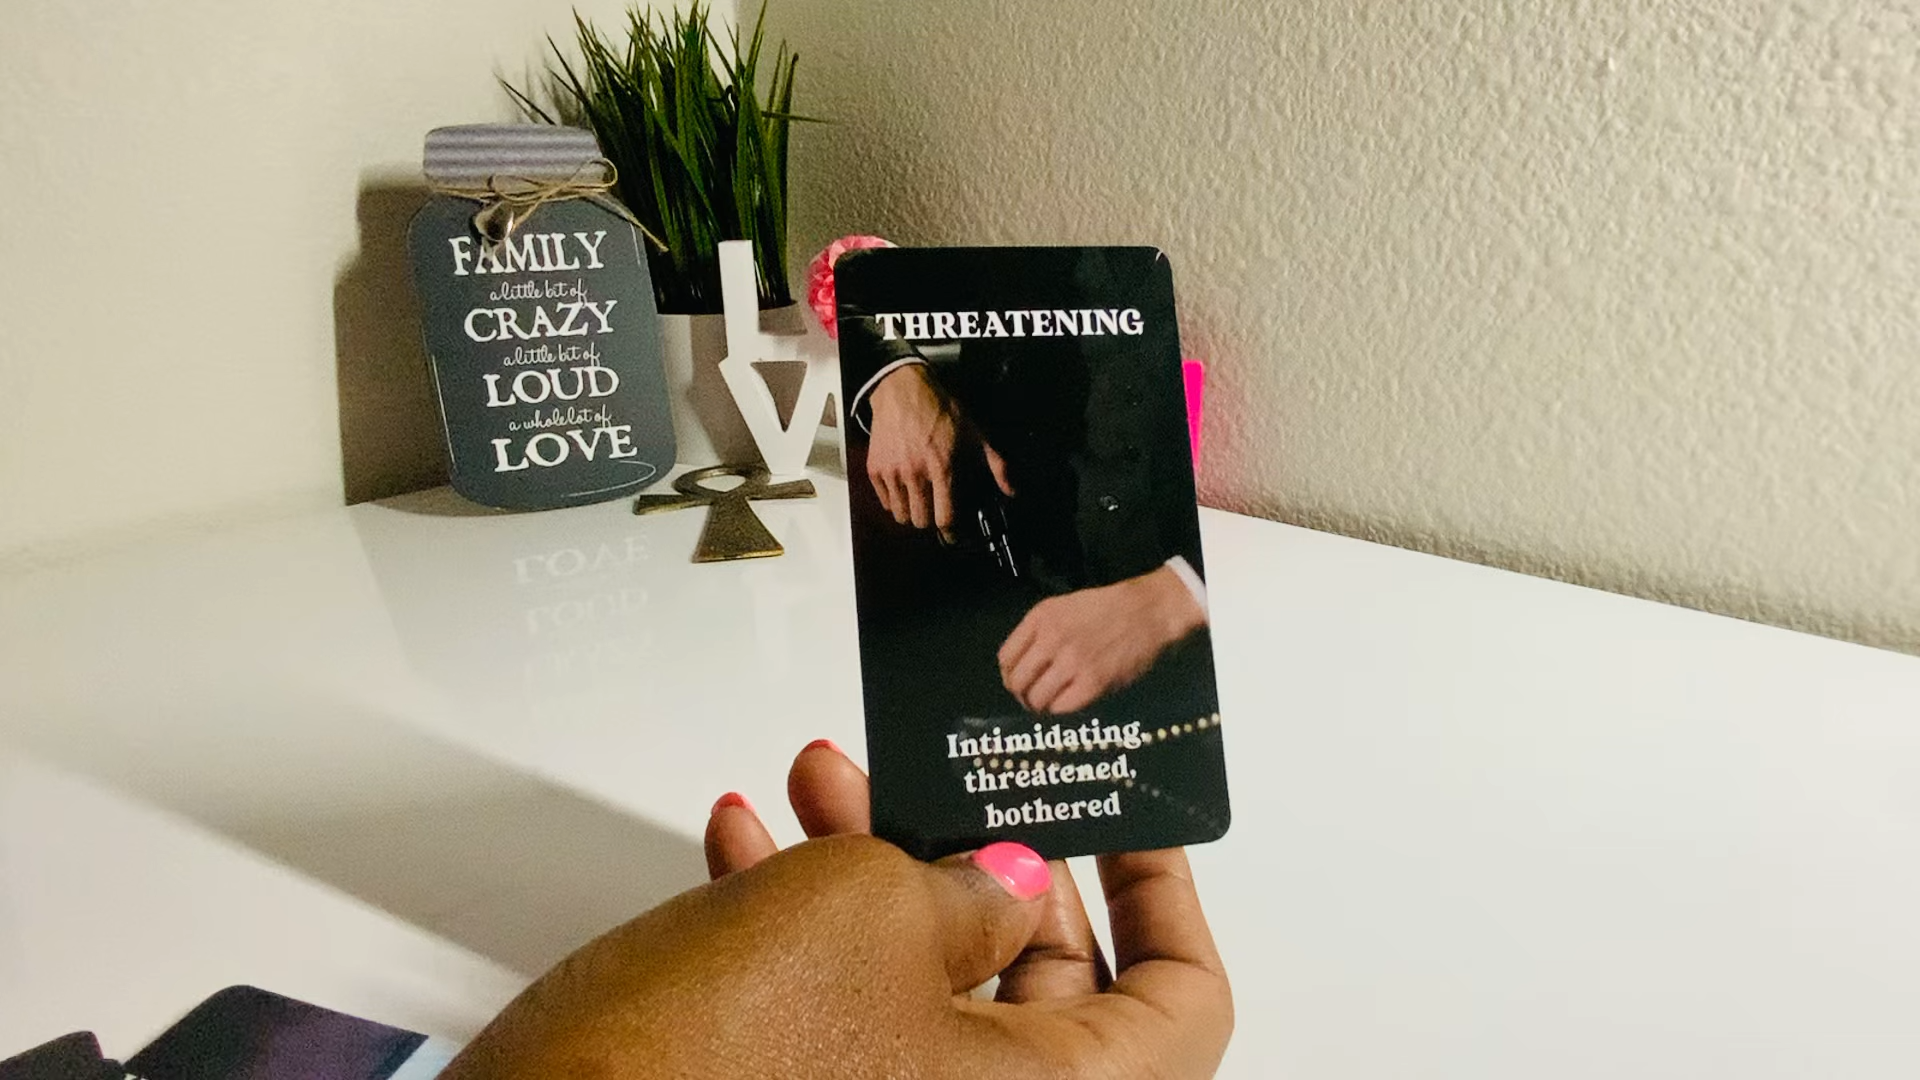 FAMILY
a little bit of
CRAZY
a little bit of
LOUD
a whole lot of
LOVE
L
V
THREATENING
Intimidating,
threatened,
bothered